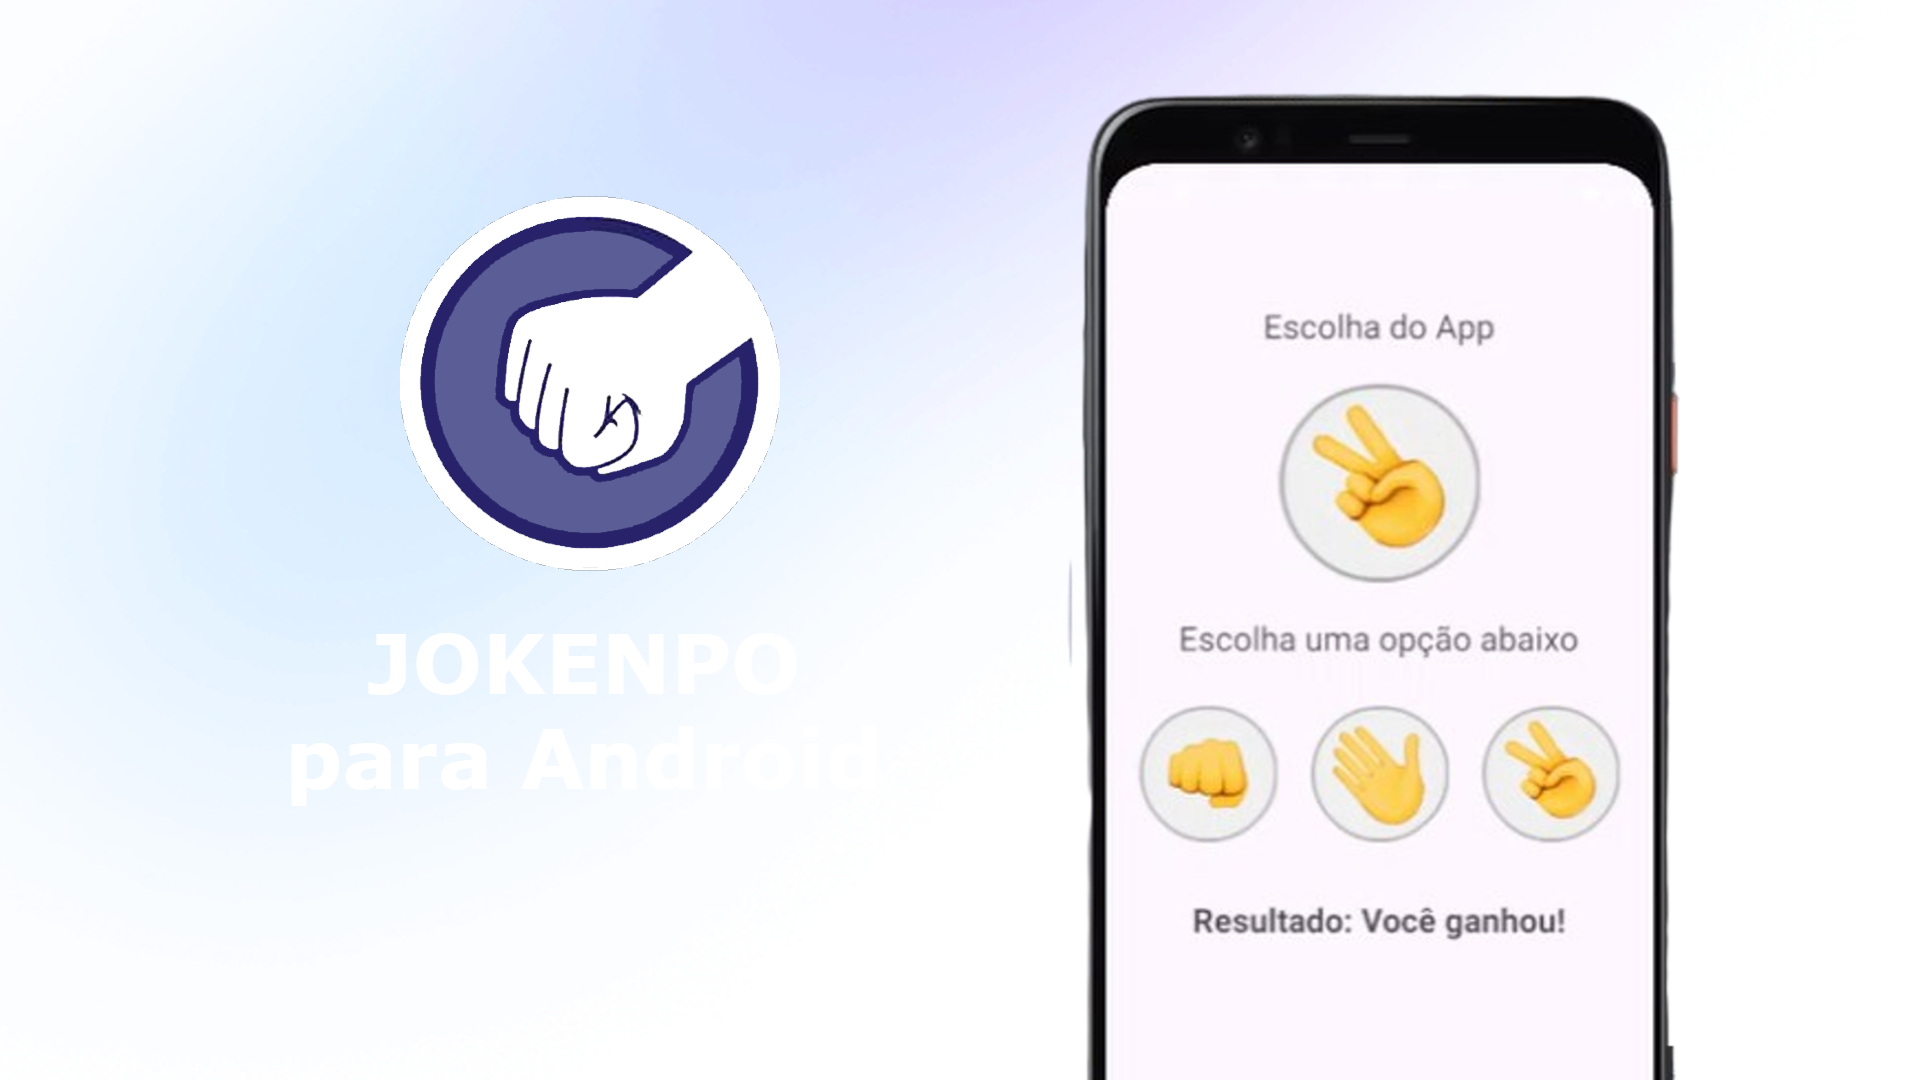 JOKENPO
para Android
Escolha do App
Escolha uma opção abaixo
Resultado: Você ganhou!